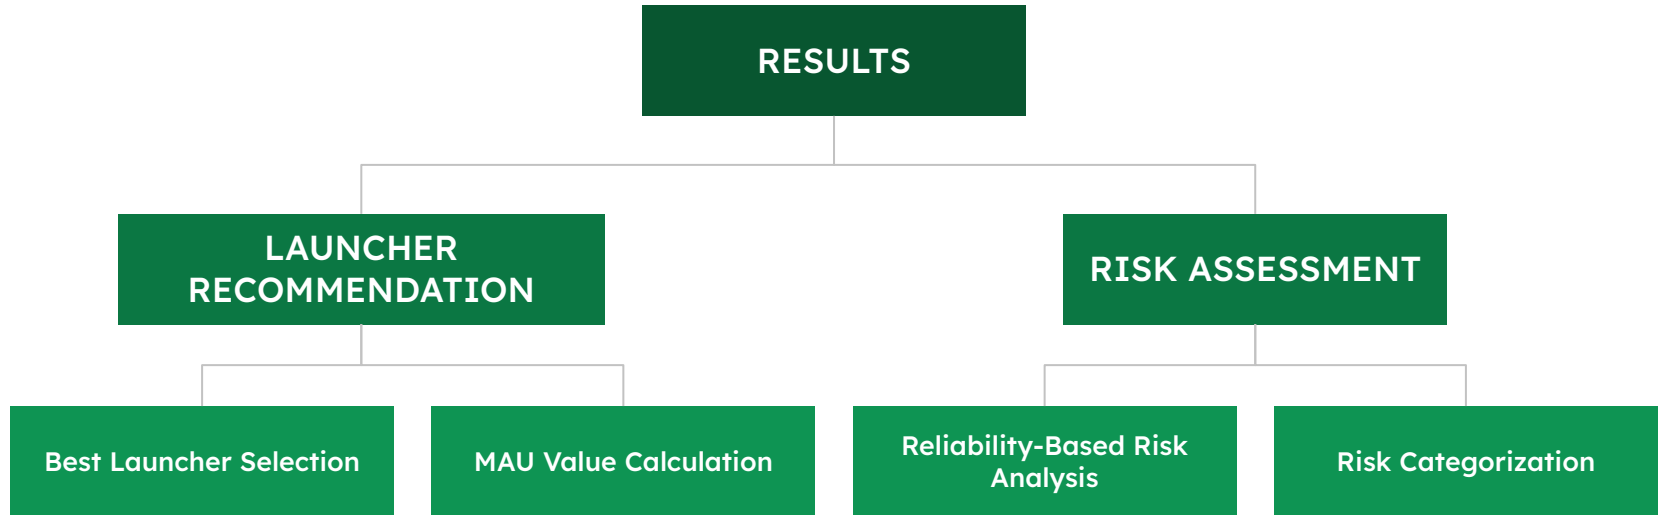 RESULTS
LAUNCHER
RECOMMENDATION
RISK ASSESSMENT
Best Launcher Selection
MAU Value Calculation
Reliability-Based Risk
Analysis
Risk Categorization